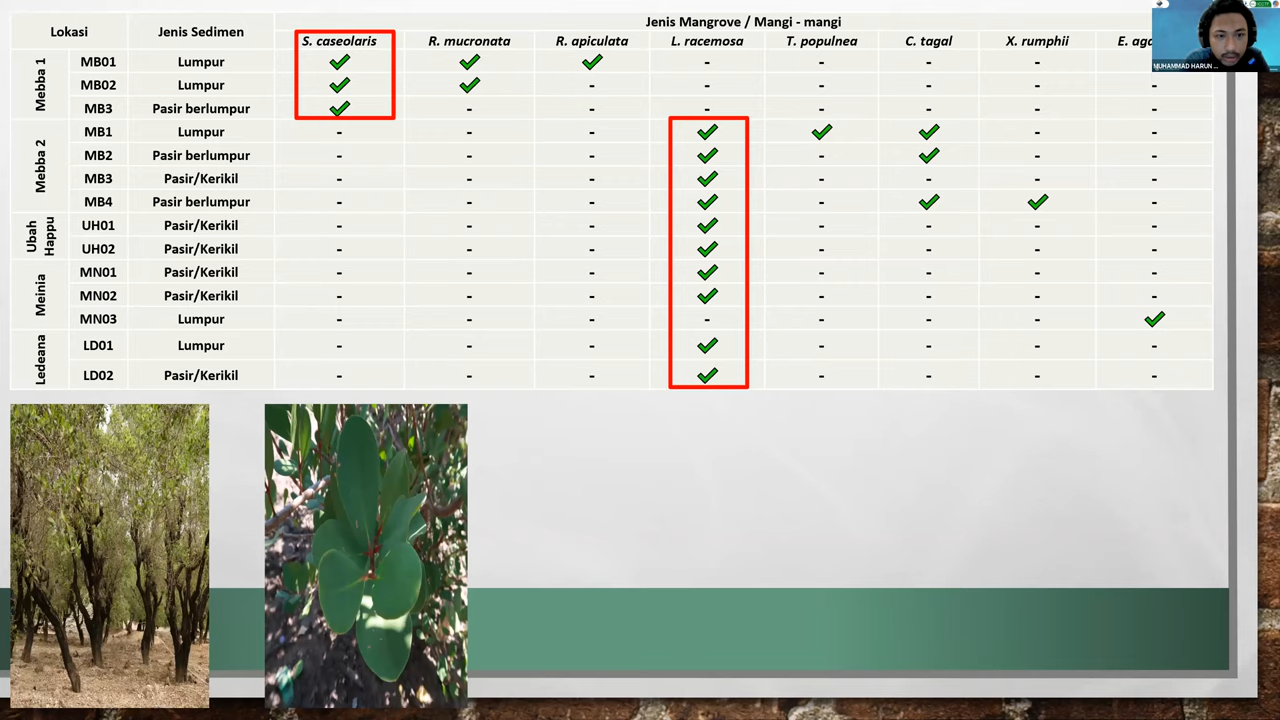 Lokasi Jenis Sedimen Jenis Mangrove / Mangi - mangi
S. caseolaris R. mucronata R. apiculata L. racemosa T. populnea C. tagal X. rumphii
MUHAMMAD HARUN ...
Mebba 1
MB01 Lumpur ✓ ✓ ✓ - - - - -
MB02 Lumpur ✓ ✓ - - - - - -
MB3 Pasir berlumpur ✓ - - - - - - -
Mebba 2
MB1 Lumpur - - - ✓ ✓ ✓ - -
MB2 Pasir berlumpur - - - ✓ - ✓ - -
MB3 Pasir/Kerikil - - - ✓ - - - -
MB4 Pasir berlumpur - - - ✓ - ✓ ✓ -
Ubah
Happu
UH01 Pasir/Kerikil - - - ✓ - - - -
UH02 Pasir/Kerikil - - - ✓ - - - -
Meinia
MN01 Pasir/Kerikil - - - ✓ - - - -
MN02 Pasir/Kerikil - - - ✓ - - - -
MN03 Lumpur - - - - - - - ✓
Ledeana
LD01 Lumpur - - - ✓ - - - -
LD02 Pasir/Kerikil - - - ✓ - - - -